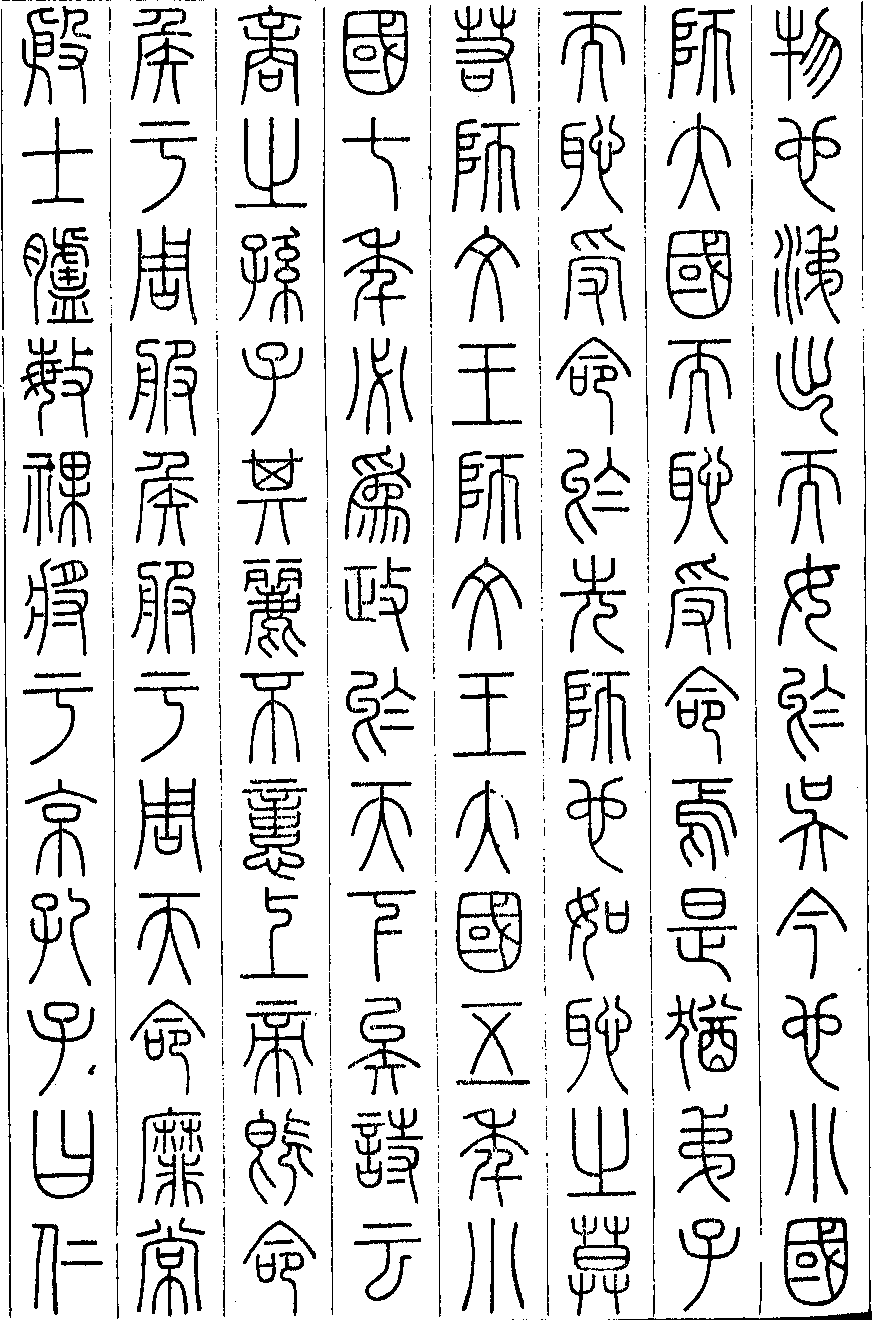 物也涕出而女於吳今也小國
師大國而恥受命焉是猶弟子
而恥受命於先師也如恥之莫
若師文王師文王大國五年小
國七年必為政於天下矣詩云
商之孫子其麗不億上帝既命
侯于周服侯服于周天命靡常
殷士膚敏祼將于京孔子曰仁